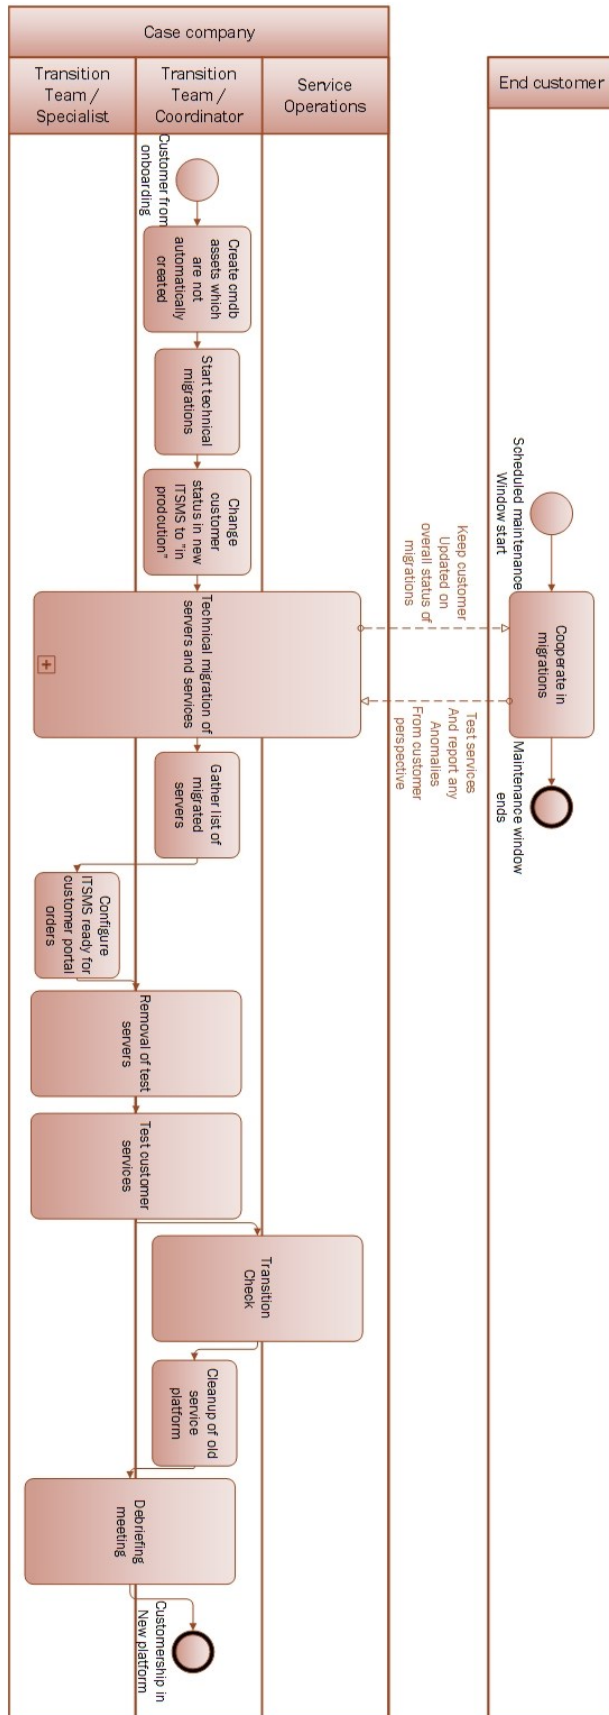 Case company
Transition
Team /
Specialist
Transition
Team /
Coordinator
Service
Operations
End customer
Customer from
onboarding
Create cmdb
assets which
are not
automatically
created
Start technical
migrations
Change
customer
status in new
ITSMS to "in
prodcution"
Scheduled maintenance
Window start
Keep customer
Updated on
overall status of
migrations
Technical migration of
servers and services
Cooperate in
migrations
Test services
And report any
Anomalies
From customer
perspective
Maintenance window
ends
Gather list of
migrated
servers
Configure
ITSMS ready for
customer portal
orders
Removal of test
servers
Test customer
services
Transition
Check
Cleanup of old
service
platform
Debriefing
meeting
Customership in
New platform